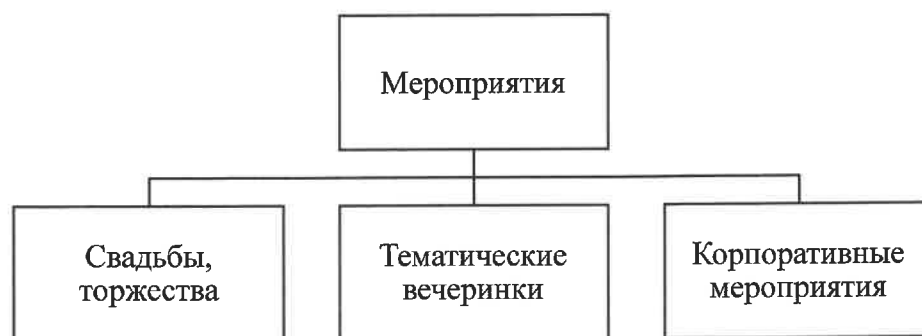 Мероприятия
Свадьбы,
торжества
Тематические
вечеринки
Корпоративные
мероприятия